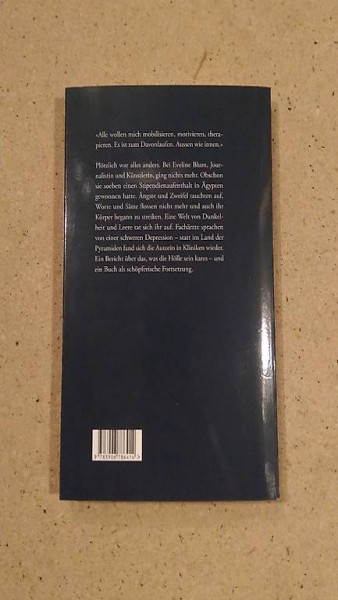 «Alle wollen mich mobilisieren, motivieren, thera-
pieren. Es ist zum Davonlaufen. Aussen wie innen.»
Plötzlich war alles anders. Bei Eveline Blum, Jour-
nalistin und Künstlerin, ging nichts mehr. Obschon
sie soeben einen Stipendienaufenthalt in Ägypten
gewonnen hatte. Ängste und Zweifel tauchten auf.
Worte und Sätze flossen nicht mehr und auch ihr
Körper begann zu streiken. Eine Welt von Dunkel-
heit und Leere tat sich ihr auf. Fachärzte sprachen
von einer schweren Depression – statt im Land der
Pyramiden fand sich die Autorin in Kliniken wieder.
Ein Bericht über das, was die Hölle sein kann – und
ein Buch als schöpferische Fortsetzung.